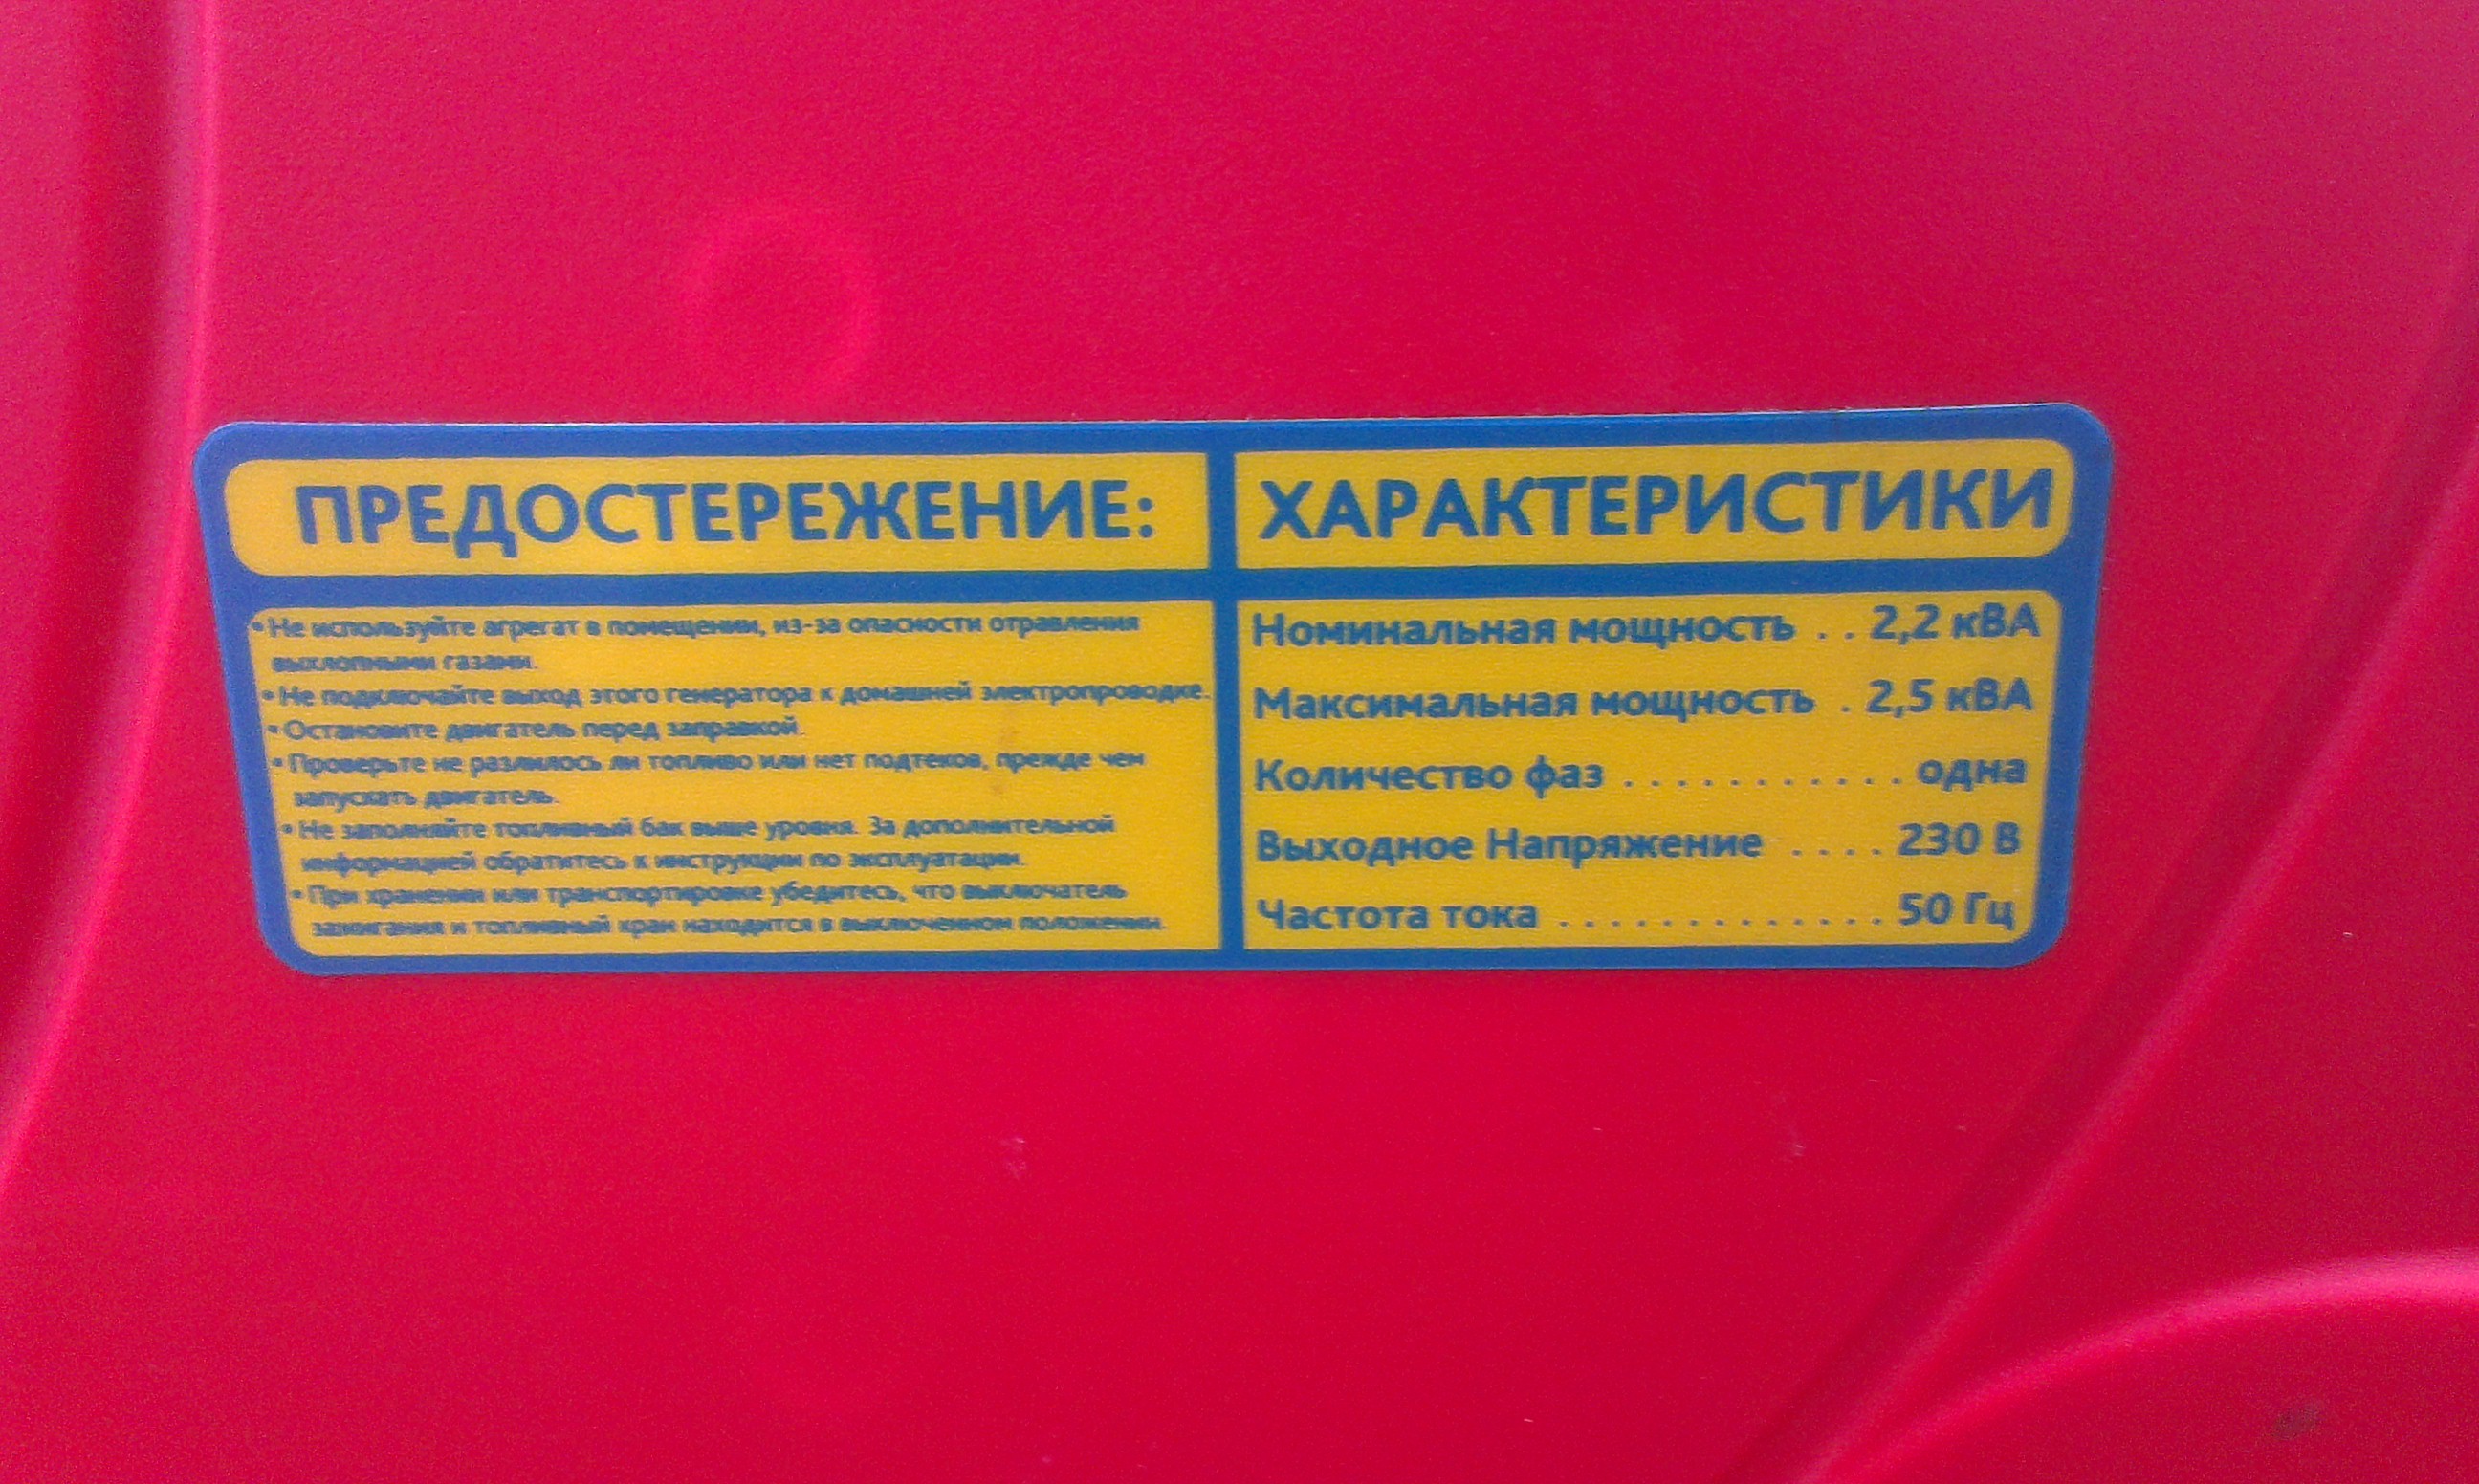 ПРЕДОСТЕРЕЖЕНИЕ:
• Не используйте агрегат в помещении, из-за опасности отравления
выхлопными газами.
• Не подключайте выход этого генератора к домашней электропроводке.
• Остановите двигатель перед заправкой.
• Проверьте не разлилось ли топливо или нет подтеков, прежде чем
запускать двигатель.
• Не заполняйте топливный бак выше уровня. За дополнительной
информацией обратитесь к инструкции по эксплуатации.
• При хранении или транспортировке убедитесь, что выключатель
зажигания и топливный кран находится в выключенном положении.
ХАРАКТЕРИСТИКИ
Номинальная мощность . . 2,2 кВА
Максимальная мощность . 2,5 кВА
Количество фаз . . . . . . . . . . . одна
Выходное Напряжение . . . . 230 В
Частота тока . . . . . . . . . . . . . 50 Гц